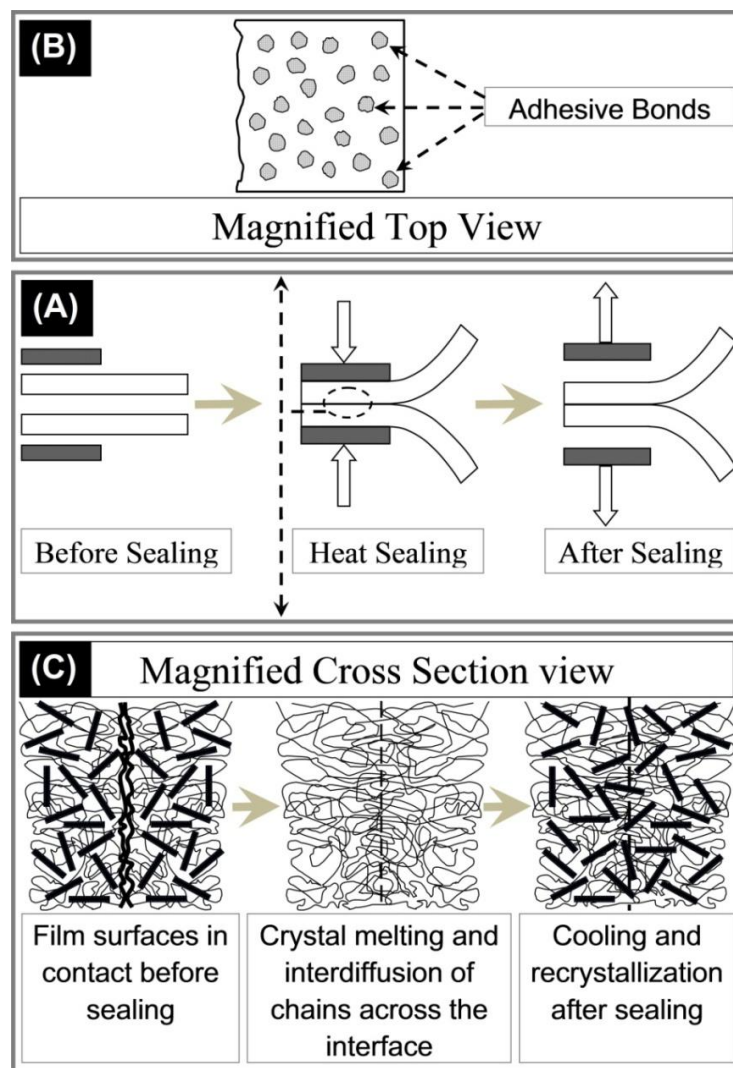 (B)
Adhesive Bonds
Magnified Top View
(A)
Before Sealing
Heat Sealing
After Sealing
(C)
Magnified Cross Section view
Film surfaces in
contact before
sealing
Crystal melting and
interdiffusion of
chains across the
interface
Cooling and
recrystallization
after sealing